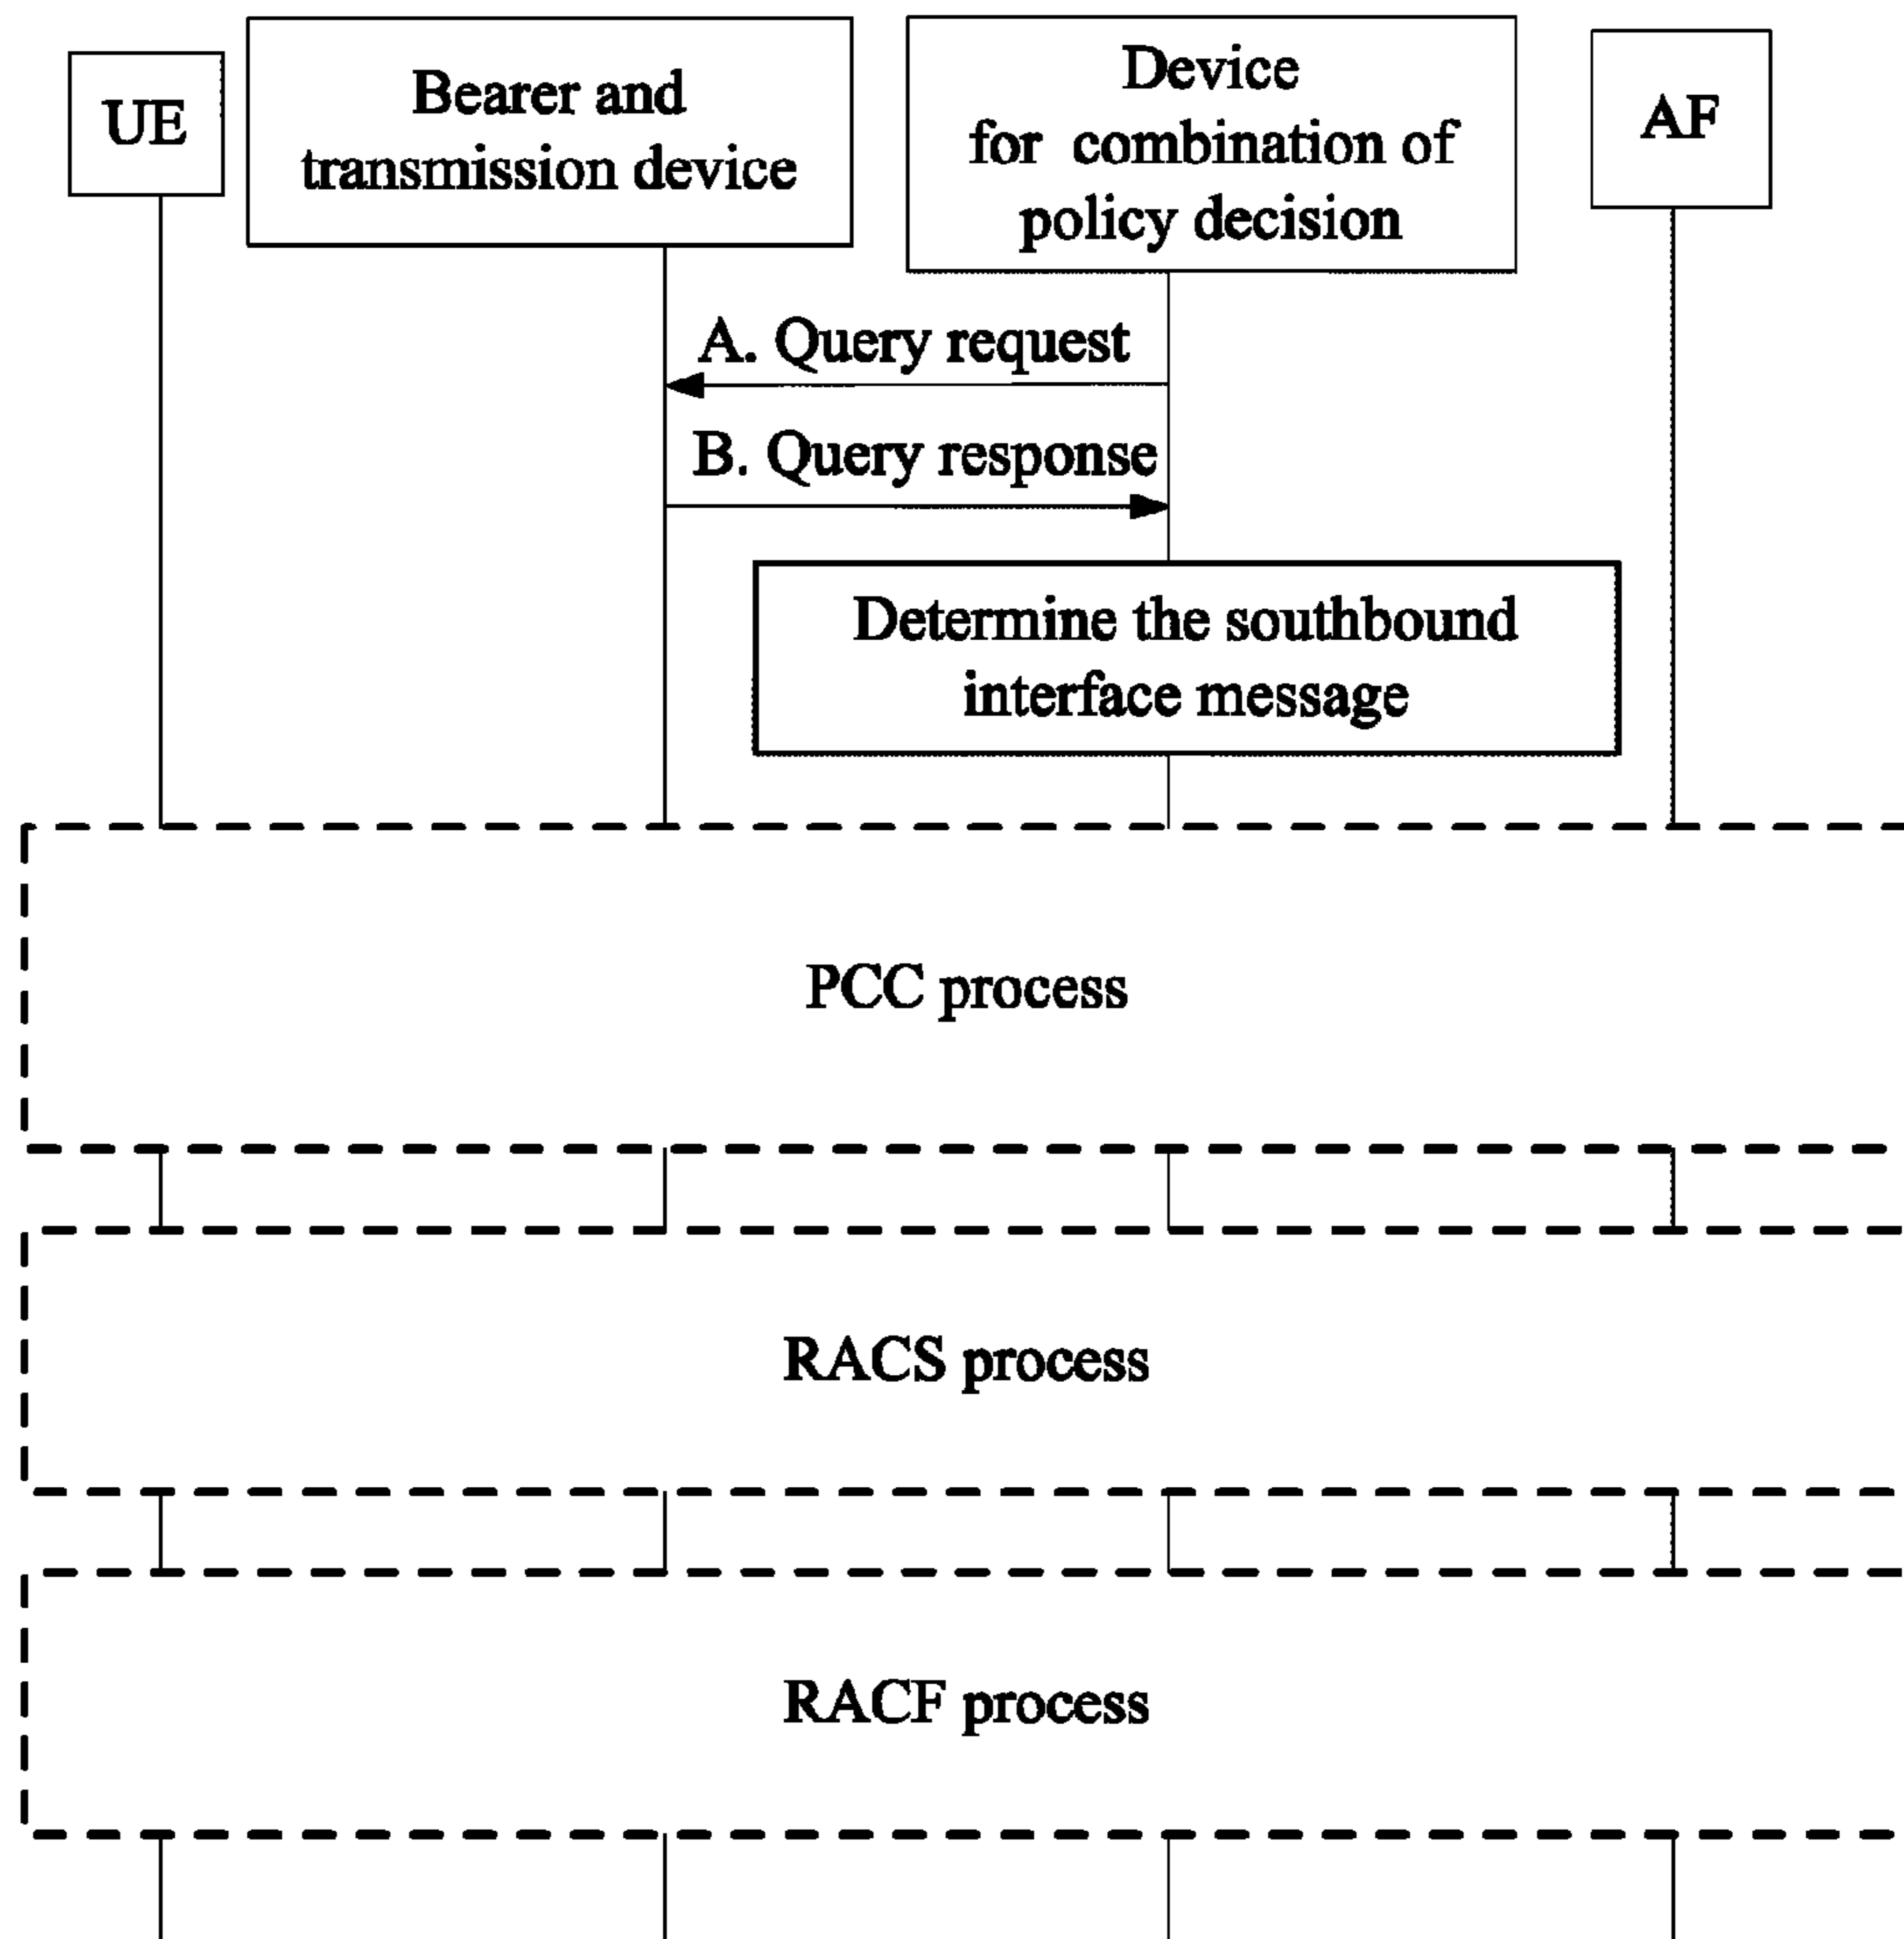 UE
Bearer and
transmission device
Device
for combination of
policy decision
AF
A. Query request
B. Query response
Determine the southbound
interface message
PCC process
RACS process
RACF process